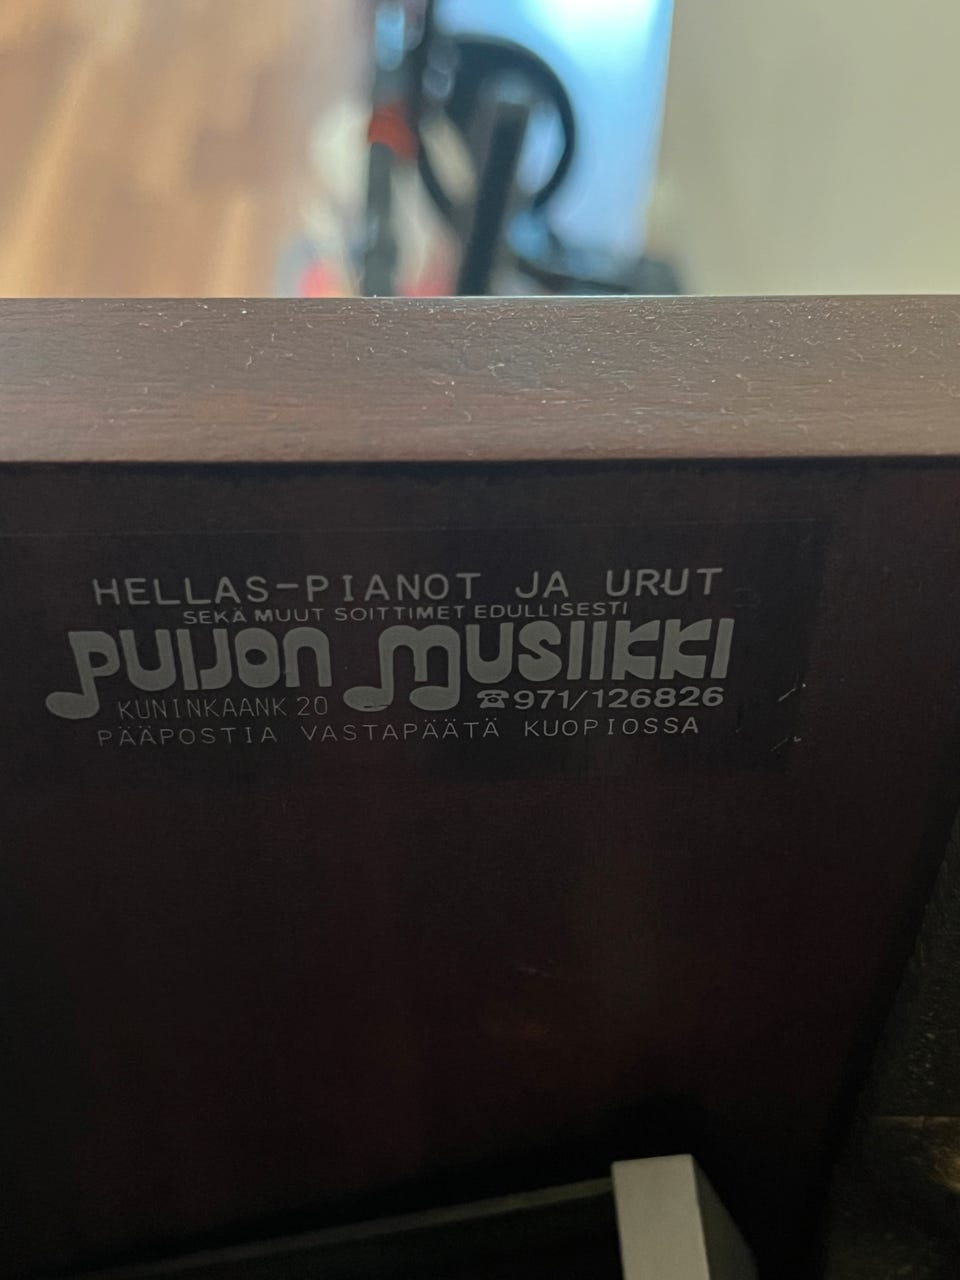 HELLAS-PIANOT JA URUT
SEKÄ MUUT SOITTIMET EDULLISESTI
PUIJON MUSIIKKI
KUNINKAANK 20 ☎971/126826
PÄÄPOSTIA VASTAPÄÄTÄ KUOPIOSSA